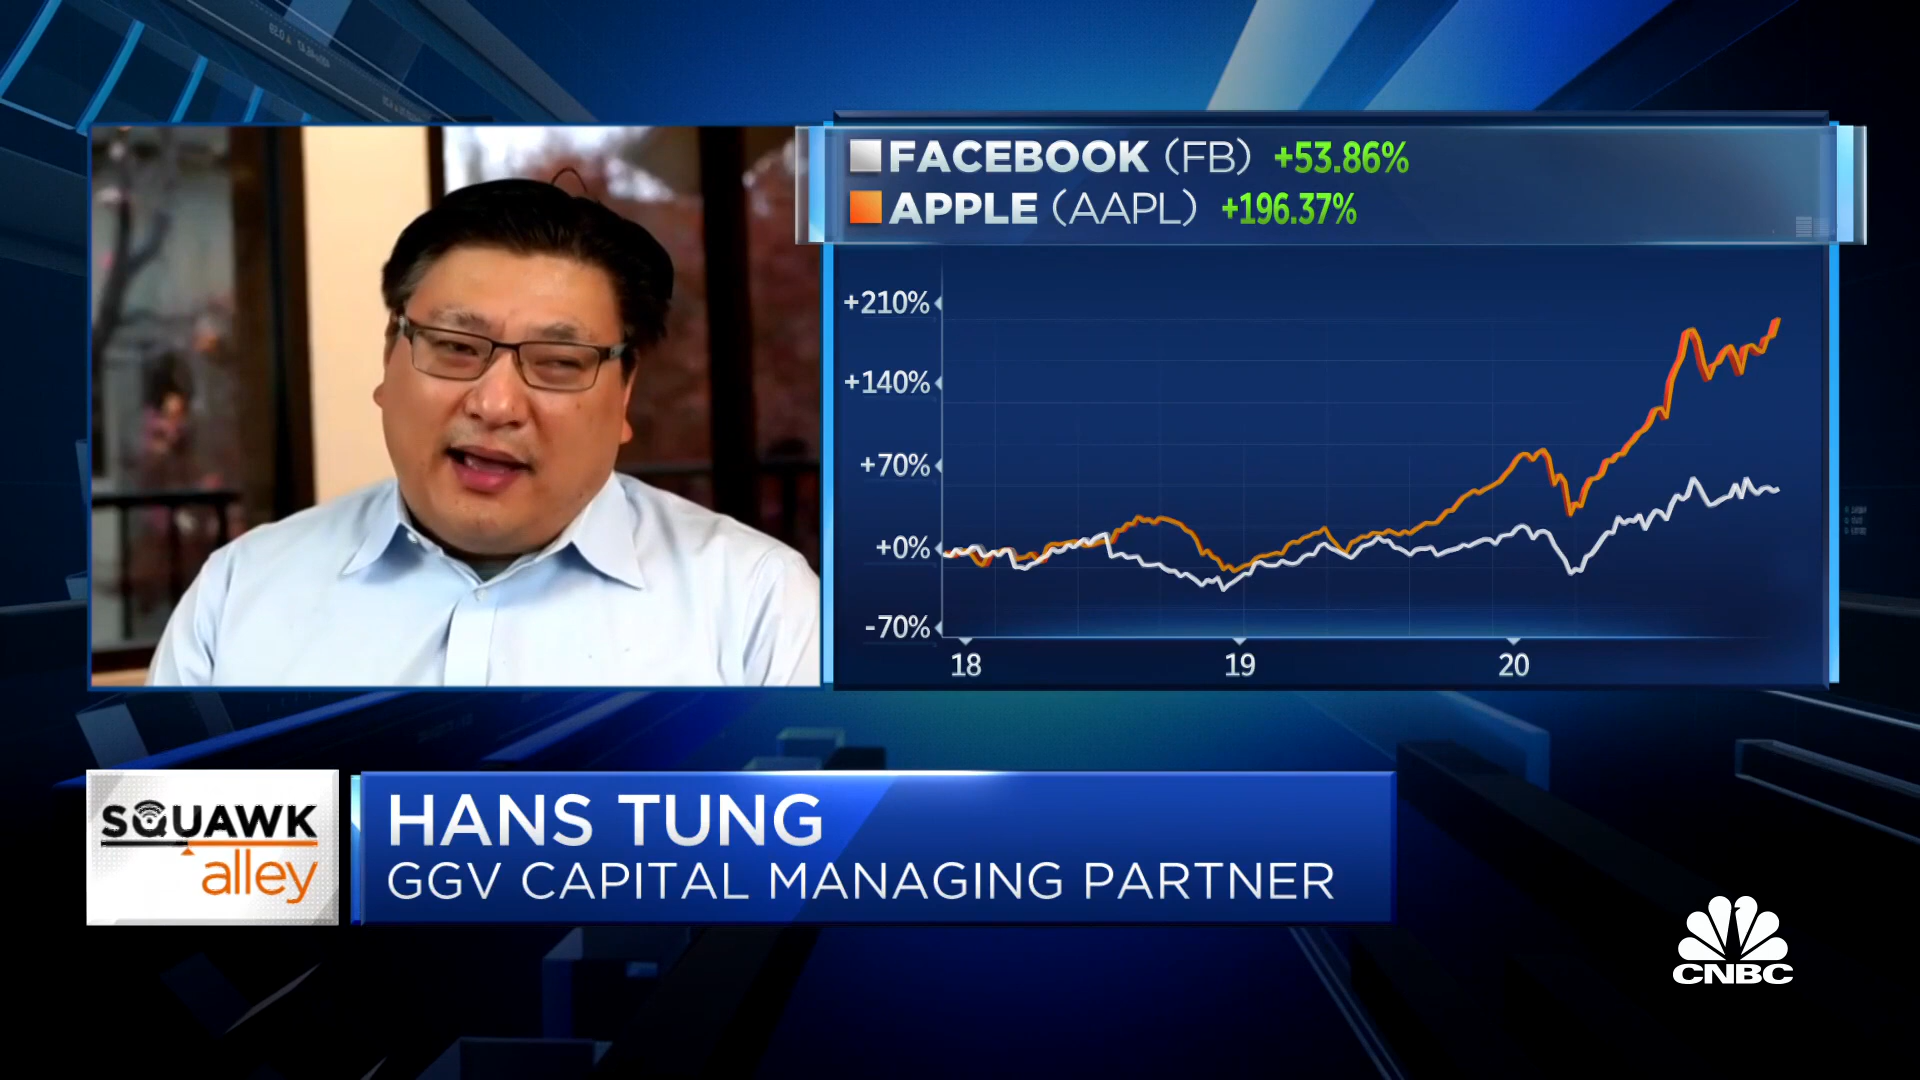 FACEBOOK (FB) +53.86%
APPLE (AAPL) +196.37%
+210%
+140%
+70%
+0%
-70%
18
19
20
SQUAWK
alley
HANS TUNG
GGV CAPITAL MANAGING PARTNER
CNBC